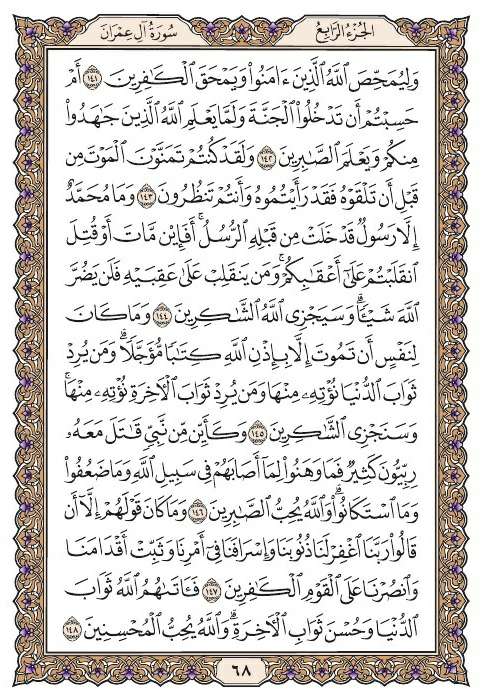 الجزء الرابع
سورة آل عمران
وَلِيُمَحِّصَ ٱللَّهُ ٱلَّذِينَ ءَامَنُوا۟ وَيَمْحَقَ ٱلْكَـٰفِرِينَ ١٤١ أَمْ
حَسِبْتُمْ أَن تَدْخُلُوا۟ ٱلْجَنَّةَ وَلَمَّا يَعْلَمِ ٱللَّهُ ٱلَّذِينَ جَـٰهَدُوا۟
مِنكُمْ وَيَعْلَمَ ٱلصَّـٰبِرِينَ ١٤٢ وَلَقَدْ كُنتُمْ تَمَنَّوْنَ ٱلْمَوْتَ مِن
قَبْلِ أَن تَلْقَوْهُ فَقَدْ رَأَيْتُمُوهُ وَأَنتُمْ تَنظُرُونَ ١٤٣ وَمَا مُحَمَّدٌ
إِلَّا رَسُولٌ قَدْ خَلَتْ مِن قَبْلِهِ ٱلرُّسُلُ ۚ أَفَإِي۟ن مَّاتَ أَوْ قُتِلَ
ٱنقَلَبْتُمْ عَلَىٰٓ أَعْقَـٰبِكُمْ ۚ وَمَن يَنقَلِبْ عَلَىٰ عَقِبَيْهِ فَلَن يَضُرَّ
ٱللَّهَ شَيْـًٔا ۗ وَسَيَجْزِى ٱللَّهُ ٱلشَّـٰكِرِينَ ١٤٤ وَمَا كَانَ
لِنَفْسٍ أَن تَمُوتَ إِلَّا بِإِذْنِ ٱللَّهِ كِتَـٰبًا مُّؤَجَّلًا ۗ وَمَن يُرِدْ
ثَوَابَ ٱلدُّنْيَا نُؤْتِهِۦ مِنْهَا وَمَن يُرِدْ ثَوَابَ ٱلْـَٔاخِرَةِ نُؤْتِهِۦ مِنْهَا ۚ
وَسَنَجْزِى ٱلشَّـٰكِرِينَ ١٤٥ وَكَأَيِّن مِّن نَّبِىٍّ قَـٰتَلَ مَعَهُۥ
رِبِّيُّونَ كَثِيرٌ فَمَا وَهَنُوا۟ لِمَآ أَصَابَهُمْ فِى سَبِيلِ ٱللَّهِ وَمَا ضَعُفُوا۟
وَمَا ٱسْتَكَانُوا۟ ۗ وَٱللَّهُ يُحِبُّ ٱلصَّـٰبِرِينَ ١٤٦ وَمَا كَانَ قَوْلَهُمْ إِلَّآ أَن
قَالُوا۟ رَبَّنَا ٱغْفِرْ لَنَا ذُنُوبَنَا وَإِسْرَافَنَا فِىٓ أَمْرِنَا وَثَبِّتْ أَقْدَامَنَا
وَٱنصُرْنَا عَلَى ٱلْقَوْمِ ٱلْكَـٰفِرِينَ ١٤٧ فَـَٔاتَىٰهُمُ ٱللَّهُ ثَوَابَ
ٱلدُّنْيَا وَحُسْنَ ثَوَابِ ٱلْـَٔاخِرَةِ ۗ وَٱللَّهُ يُحِبُّ ٱلْمُحْسِنِينَ ١٤٨
٦٨